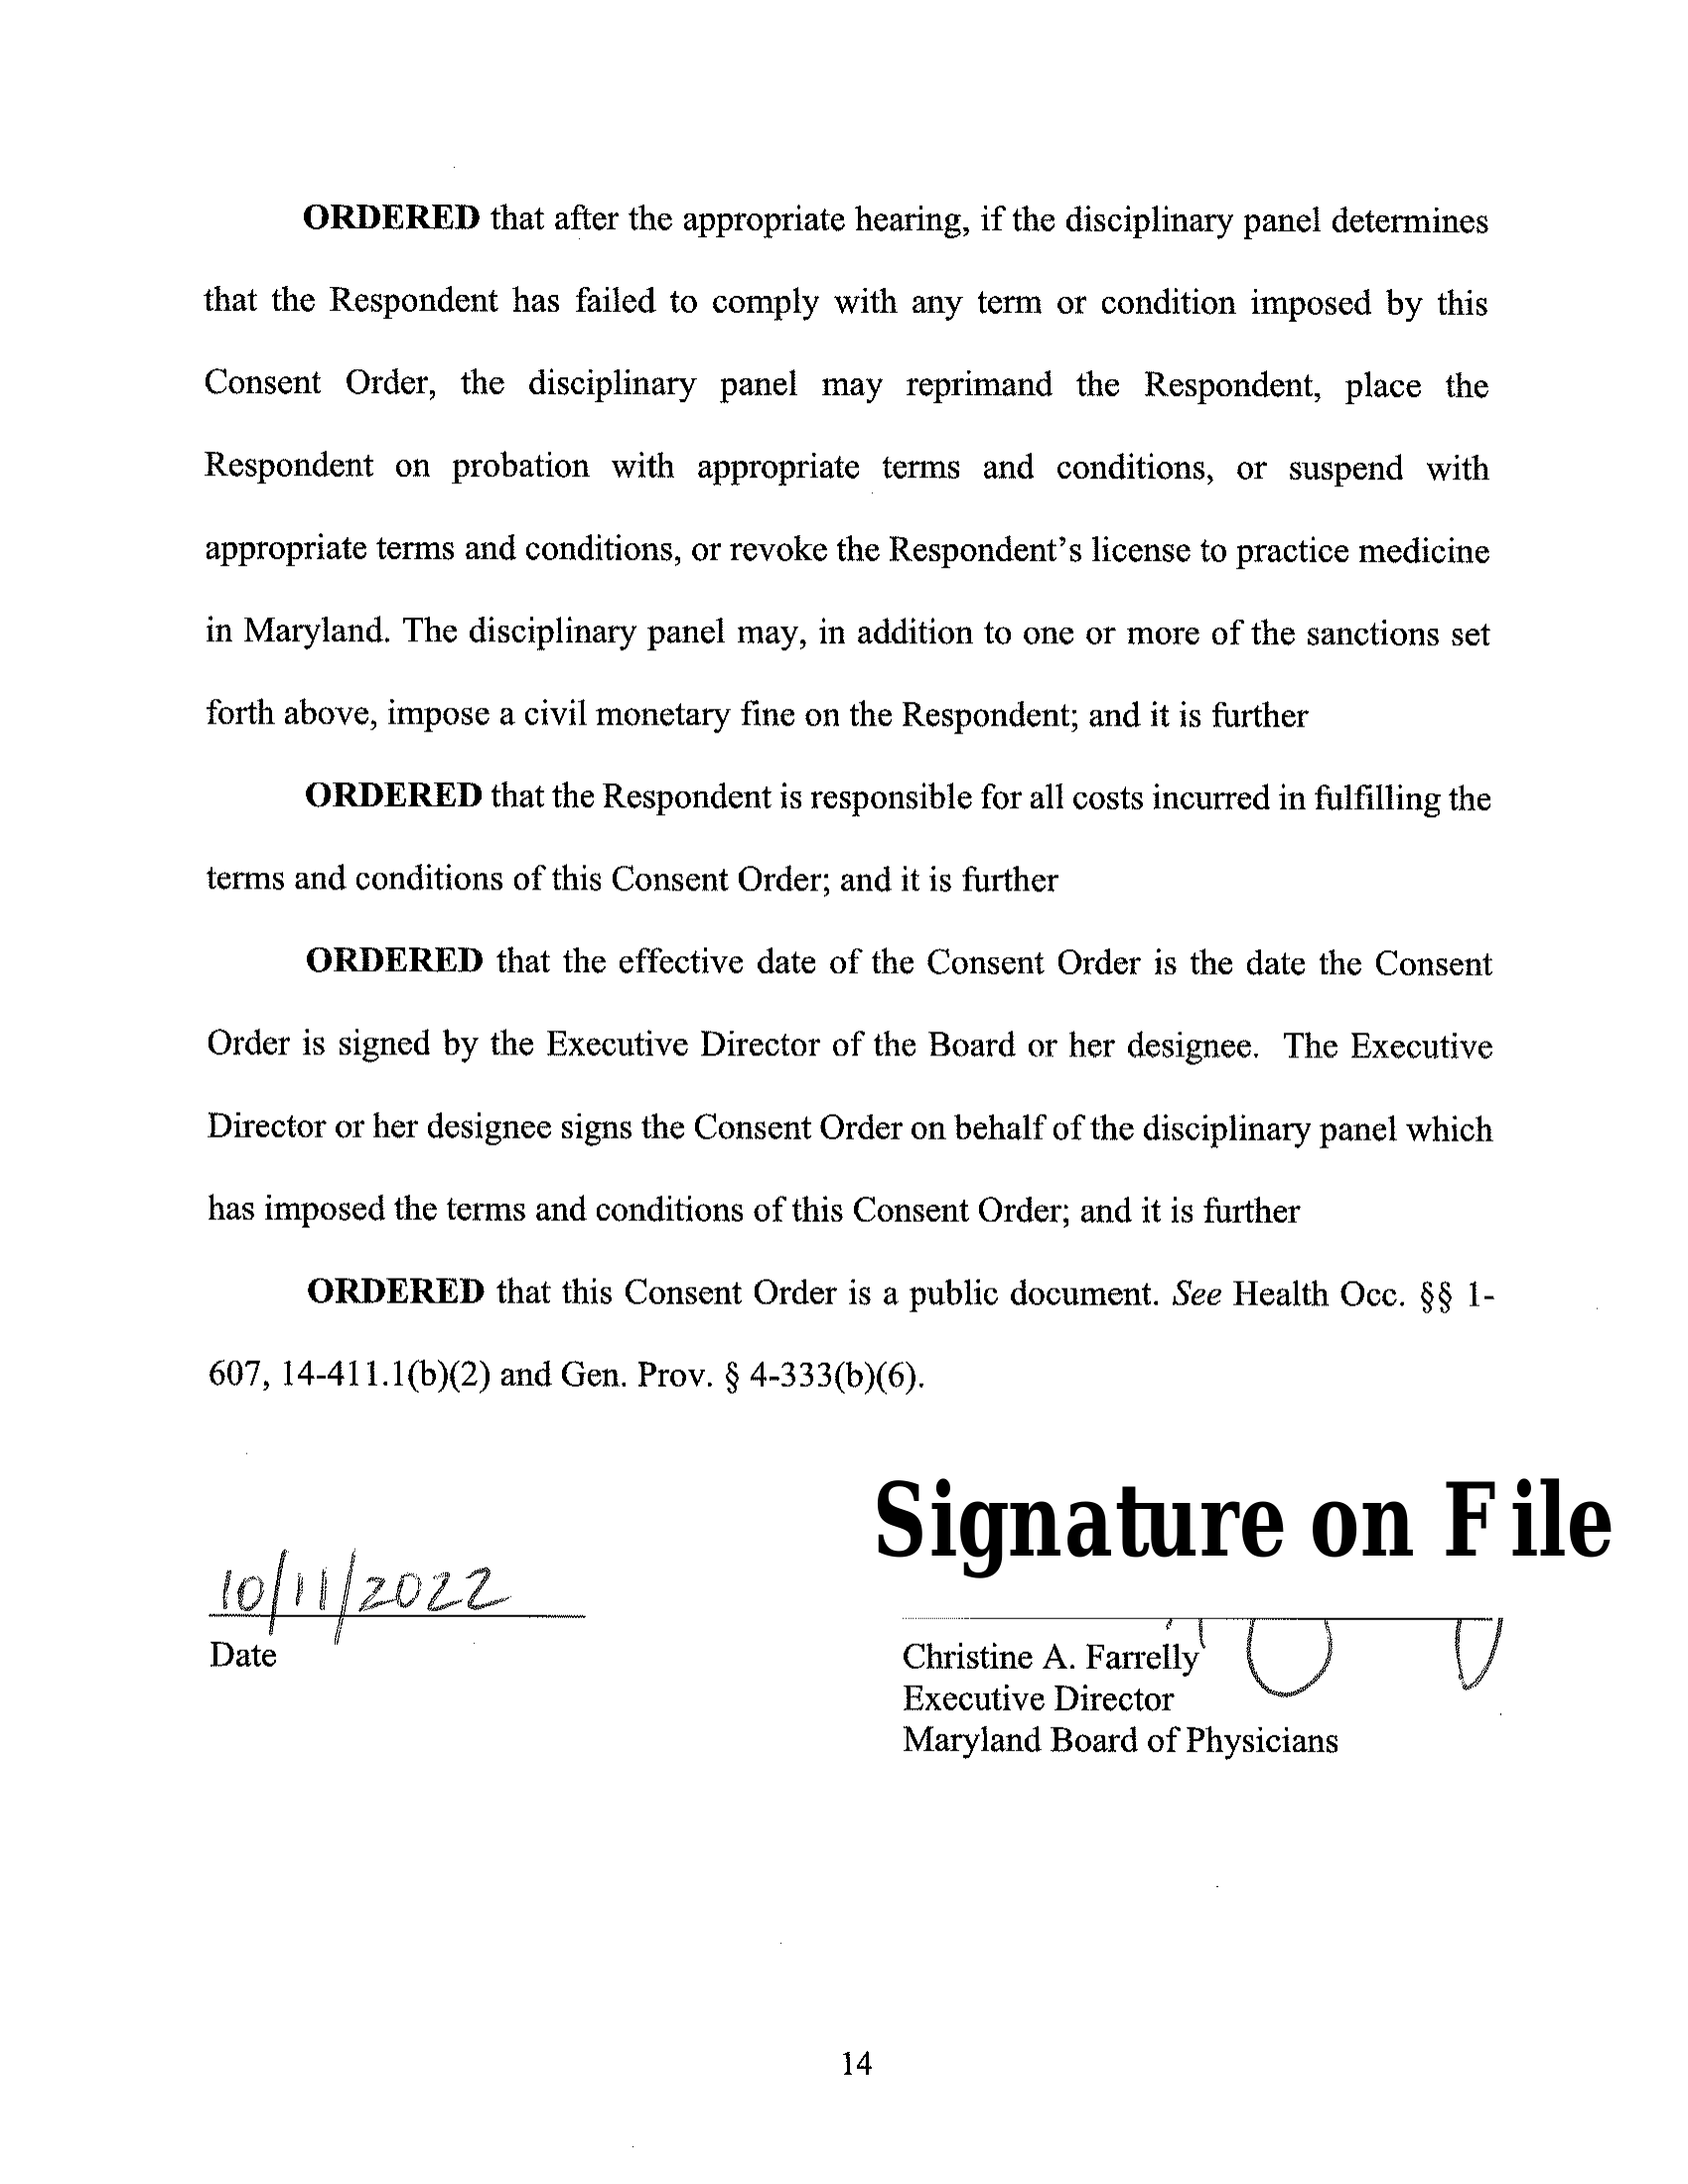 ORDERED that after the appropriate hearing, if the disciplinary panel determines
that the Respondent has failed to comply with any term or condition imposed by this
Consent Order, the disciplinary panel may reprimand the Respondent, place the
Respondent on probation with appropriate terms and conditions, or suspend with
appropriate terms and conditions, or revoke the Respondent's license to practice medicine
in Maryland. The disciplinary panel may, in addition to one or more of the sanctions set
forth above, impose a civil monetary fine on the Respondent; and it is further
ORDERED that the Respondent is responsible for all costs incurred in fulfilling the
terms and conditions of this Consent Order; and it is further
ORDERED that the effective date of the Consent Order is the date the Consent
Order is signed by the Executive Director of the Board or her designee. The Executive
Director or her designee signs the Consent Order on behalf of the disciplinary panel which
has imposed the terms and conditions of this Consent Order; and it is further
ORDERED that this Consent Order is a public document. See Health Occ. §§ 1-
607, 14-411.1(b)(2) and Gen. Prov. § 4-333(b)(6).
Signature on File
10/11/2022
Date
Christine A. Farrelly
Executive Director
Maryland Board of Physicians
14